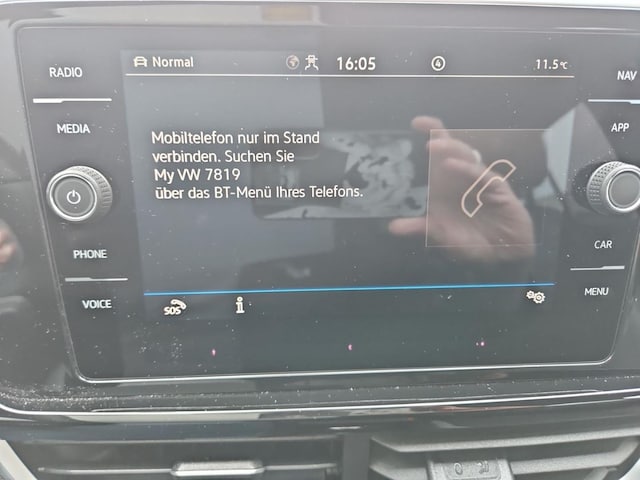 RADIO
MEDIA
PHONE
VOICE
Normal
16:05
4
11.5°C
Mobiltelefon nur im Stand
verbinden. Suchen Sie
My VW 7819
über das BT-Menü Ihres Telefons.
SOS
i
NAV
APP
CAR
MENU